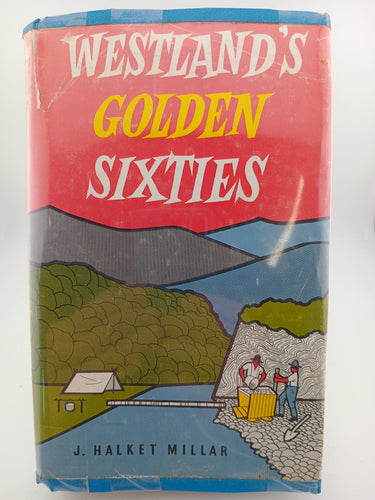 WESTLAND'S
GOLDEN
SIXTIES
J. HALKET MILLAR